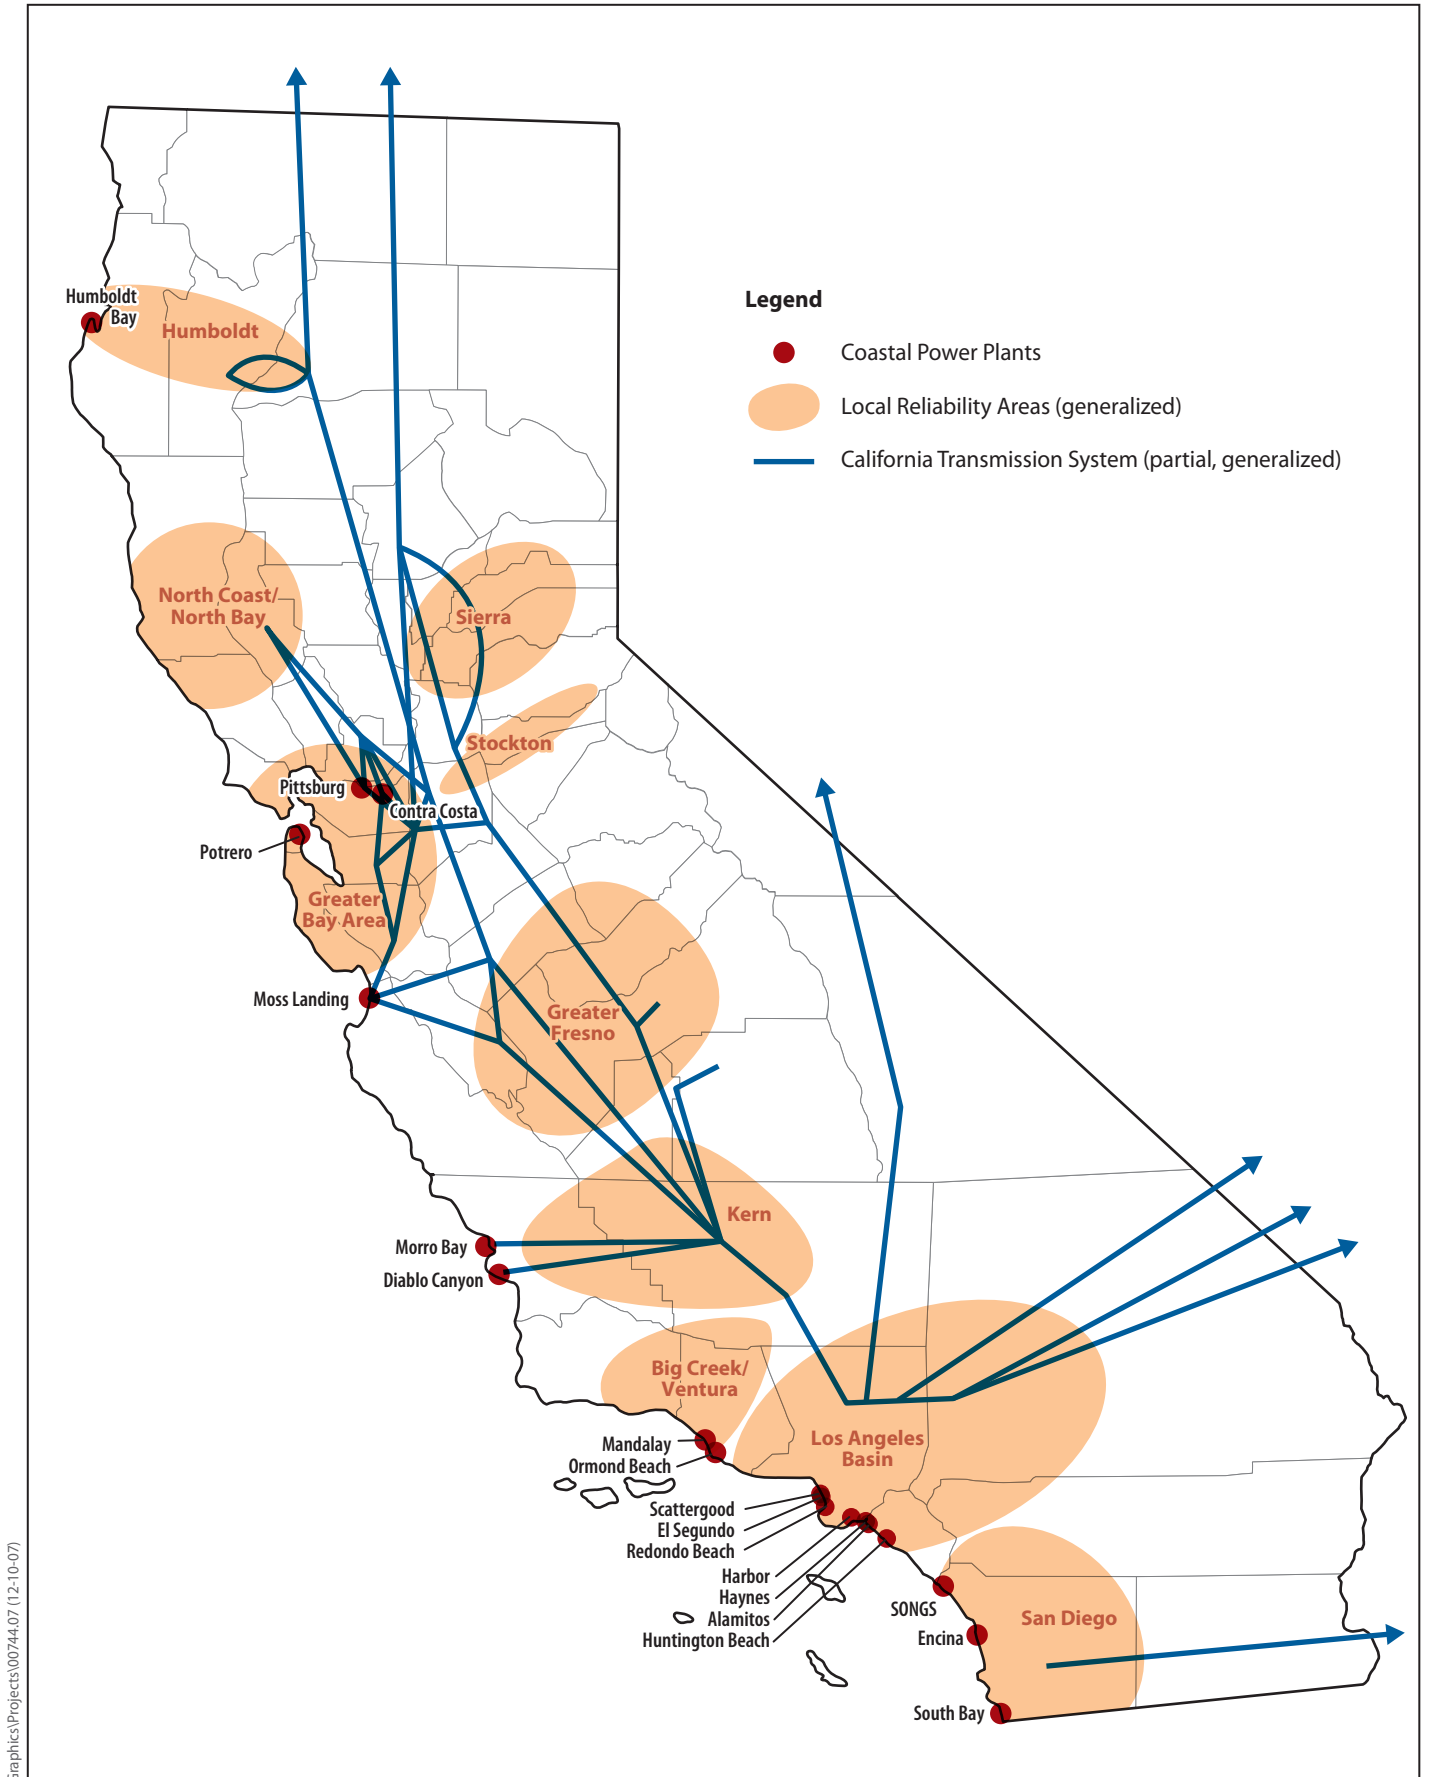 Legend
Coastal Power Plants
Local Reliability Areas (generalized)
California Transmission System (partial, generalized)
Humboldt
Bay
Humboldt
North Coast/
North Bay
Sierra
Stockton
Pittsburg
Contra Costa
Potrero
Greater
Bay Area
Moss Landing
Greater
Fresno
Kern
Morro Bay
Diablo Canyon
Big Creek/
Ventura
Los Angeles
Basin
Mandalay
Ormond Beach
Scattergood
El Segundo
Redondo Beach
Harbor
Haynes
Alamitos
Huntington Beach
SONGS
Encina
San Diego
South Bay
Graphics\Projects\00744.07 (12-10-07)